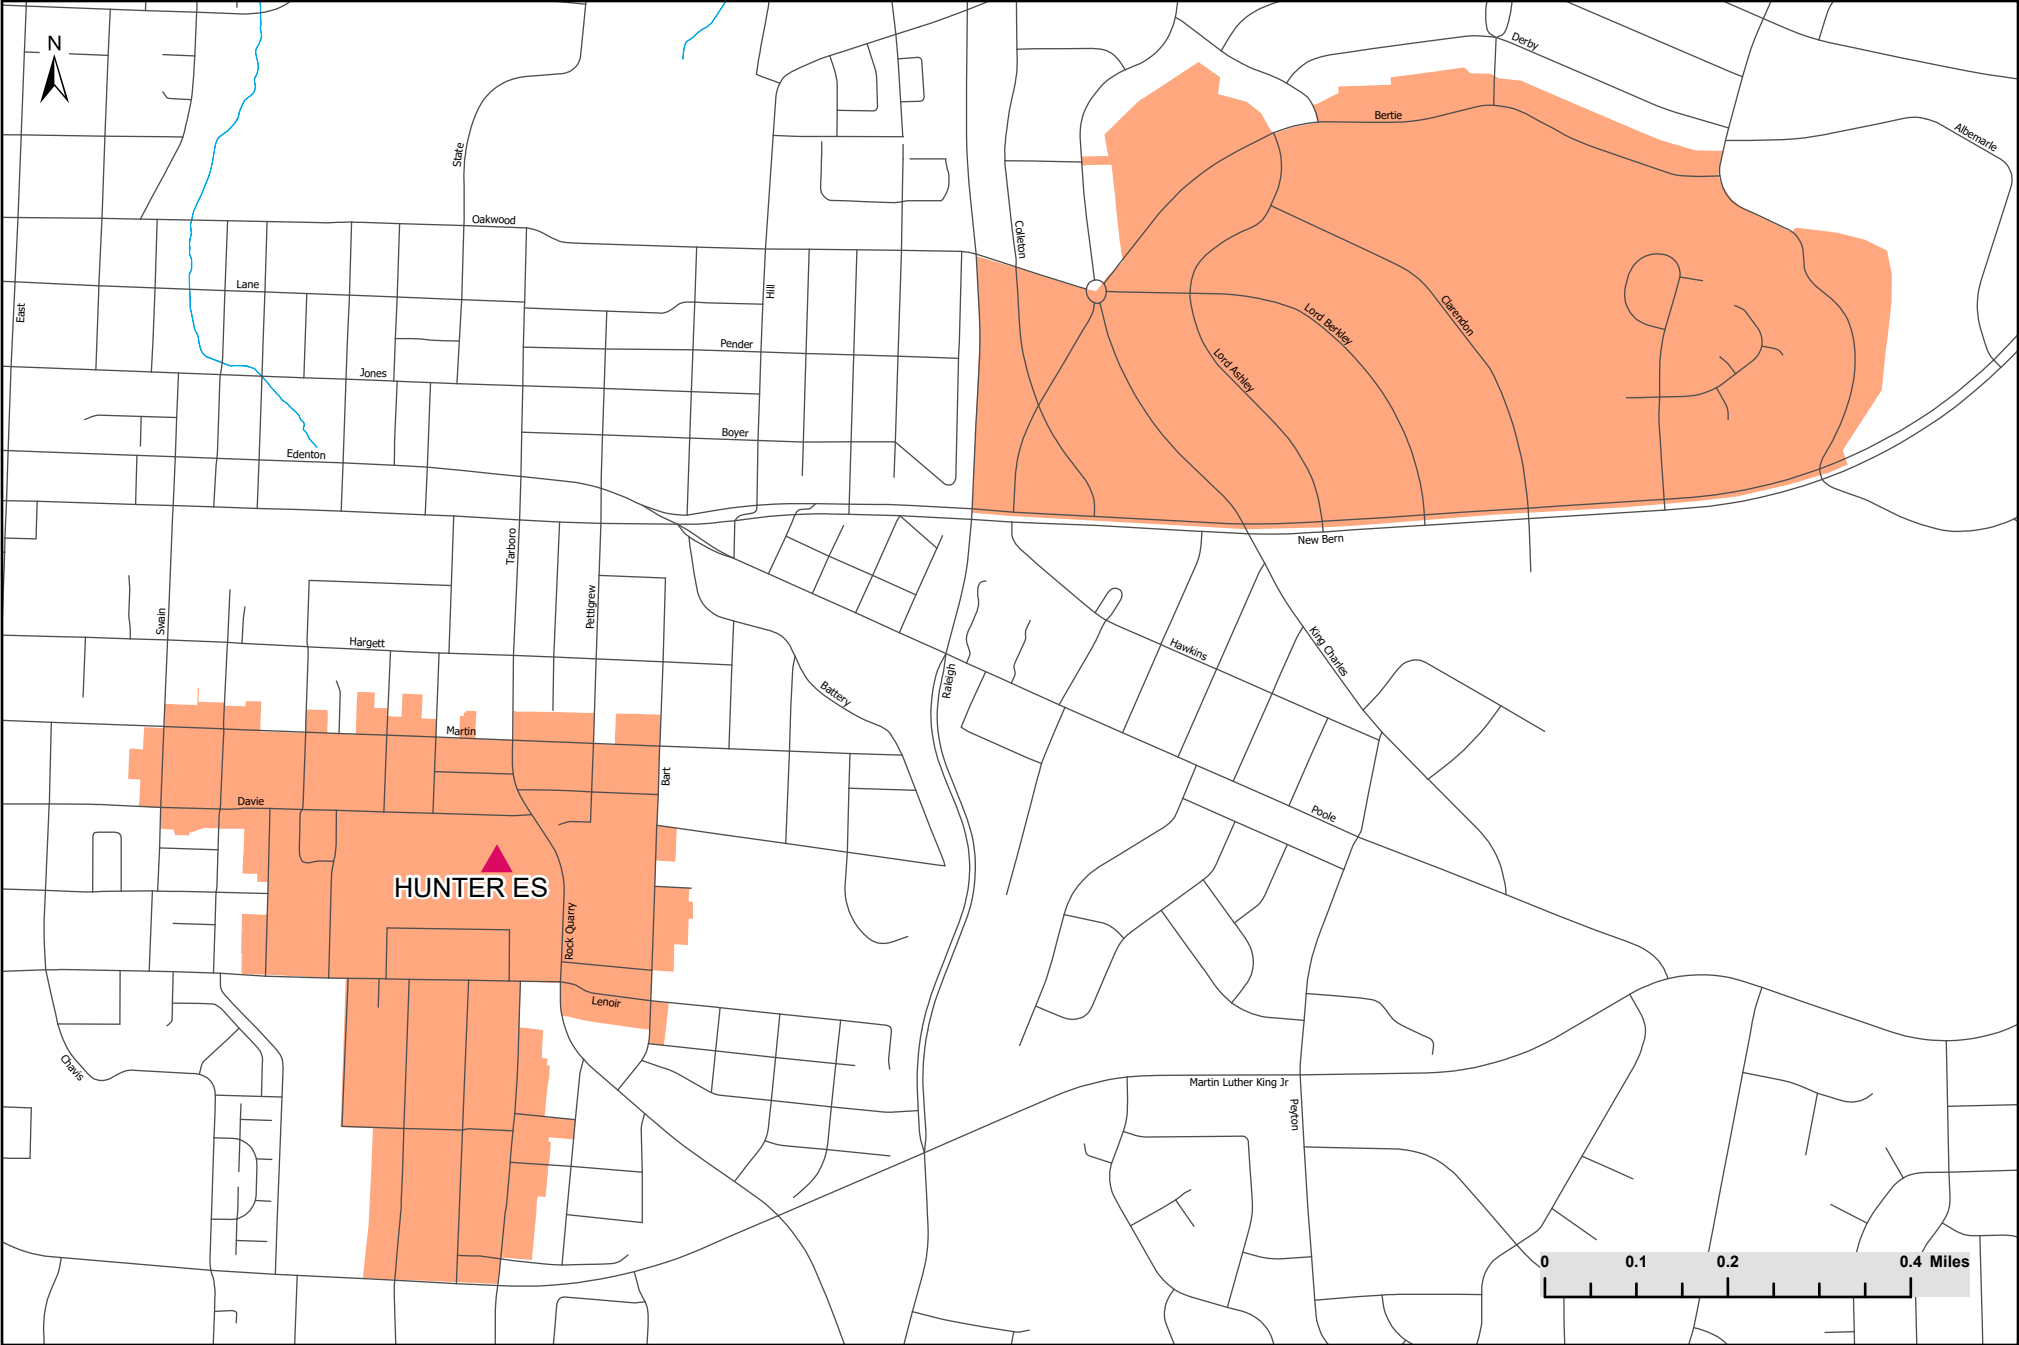 Derby
N
Bertie
Albemarle
State
Oakwood
Colleton
Lane
Hill
East
Lord Berkley
Clarendon
Pender
Lord Ashley
Jones
Boyer
Edenton
New Bern
Tarboro
Pettigrew
Swain
Hargett
Hawkins
King Charles
Raleigh
Battery
Martin
Bart
Davie
Poole
HUNTER ES
Rock Quarry
Lenoir
Chavis
Martin Luther King Jr
Peyton
0 0.1 0.2 0.4 Miles